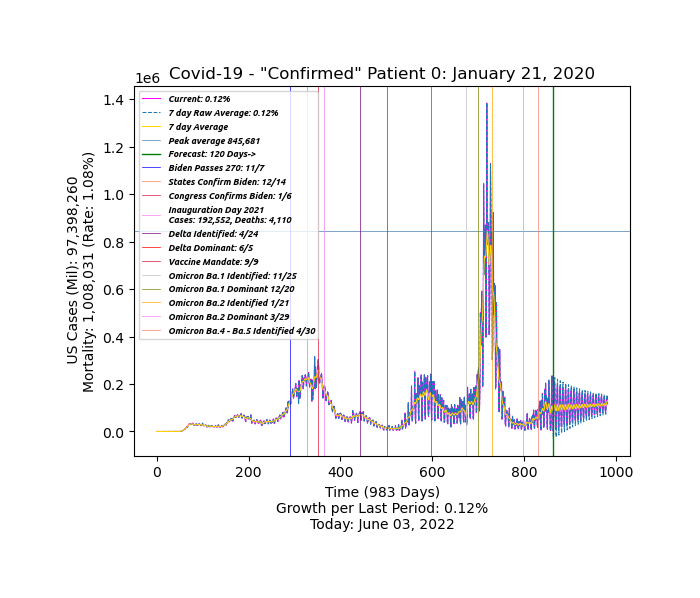 Covid-19 - "Confirmed" Patient 0: January 21, 2020
1e6
1.4
1.2
1.0
0.8
0.6
0.4
0.2
0.0
US Cases (Mil): 97,398,260
Mortality: 1,008,031 (Rate: 1.08%)
Current: 0.12%
7 day Raw Average: 0.12%
7 day Average
Peak average 845,681
Forecast: 120 Days->
Biden Passes 270: 11/7
States Confirm Biden: 12/14
Congress Confirms Biden: 1/6
Inauguration Day 2021
Cases: 192,552, Deaths: 4,110
Delta Identified: 4/24
Delta Dominant: 6/5
Vaccine Mandate: 9/9
Omicron Ba.1 Identified: 11/25
Omicron Ba.1 Dominant 12/20
Omicron Ba.2 Identified 1/21
Omicron Ba.2 Dominant 3/29
Omicron Ba.4 - Ba.5 Identified 4/30
0 200 400 600 800 1000
Time (983 Days)
Growth per Last Period: 0.12%
Today: June 03, 2022